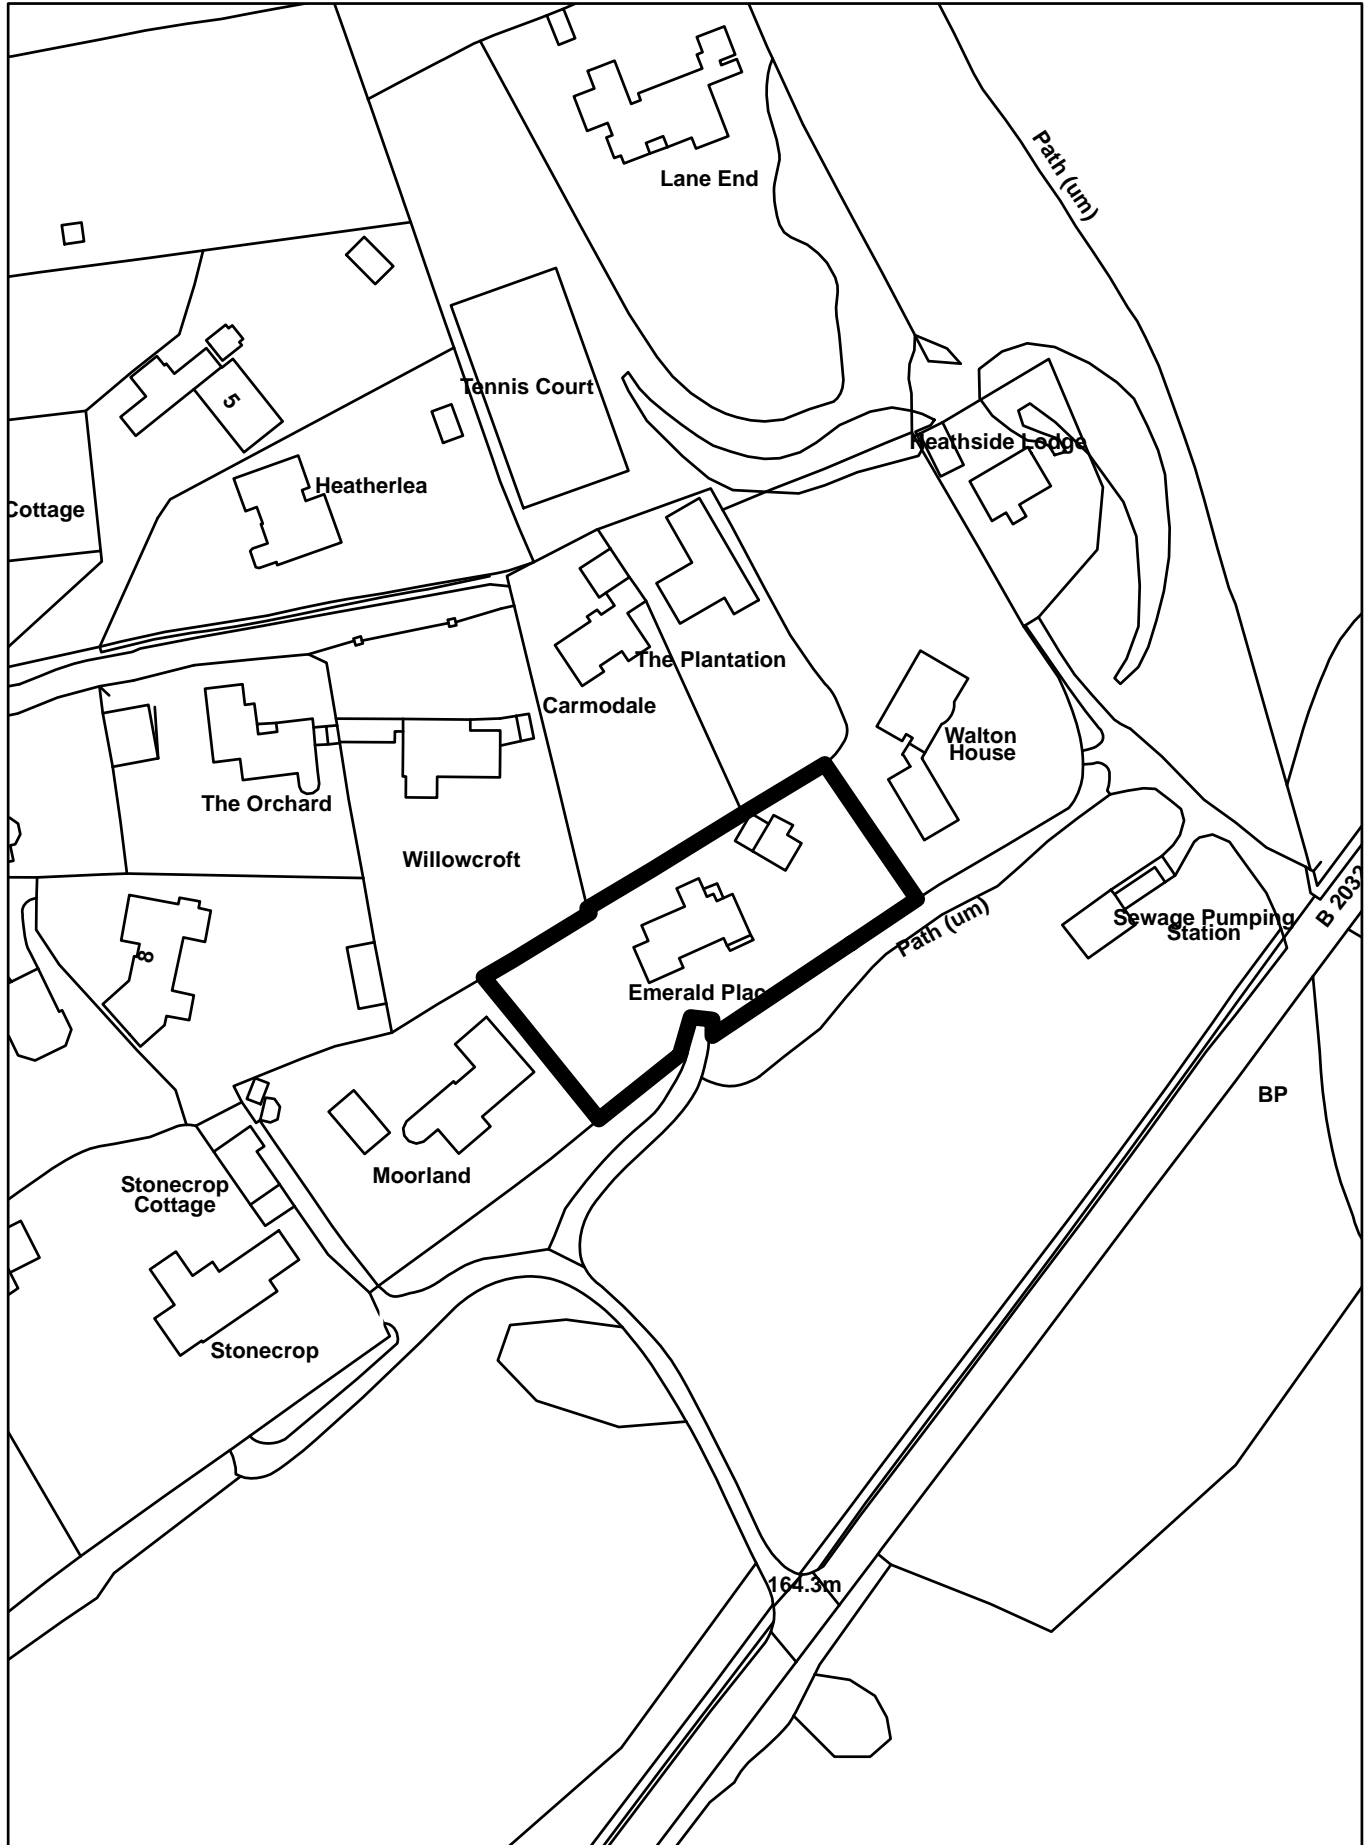 Path (um)
Lane End
Tennis Court
5
Heathside Lodge
Heatherlea
Cottage
The Plantation
Carmodale
Walton
House
The Orchard
Willowcroft
B 2032
Path (um)
Sewage Pumping
Station
8
Emerald Plac
BP
Moorland
Stonecrop
Cottage
Stonecrop
164.3m